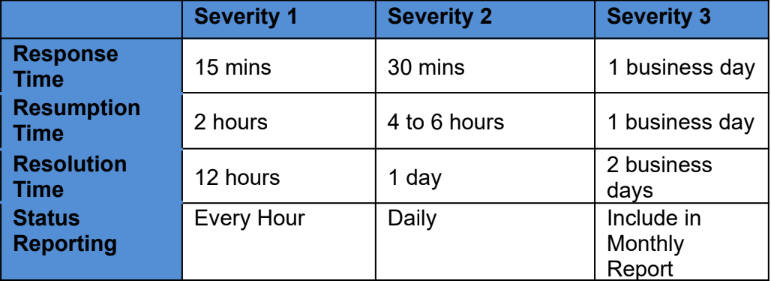 Severity 1 Severity 2 Severity 3
Response
Time
15 mins 30 mins 1 business day
Resumption
Time
2 hours 4 to 6 hours 1 business day
Resolution
Time
12 hours 1 day 2 business
days
Status
Reporting
Every Hour Daily Include in
Monthly
Report